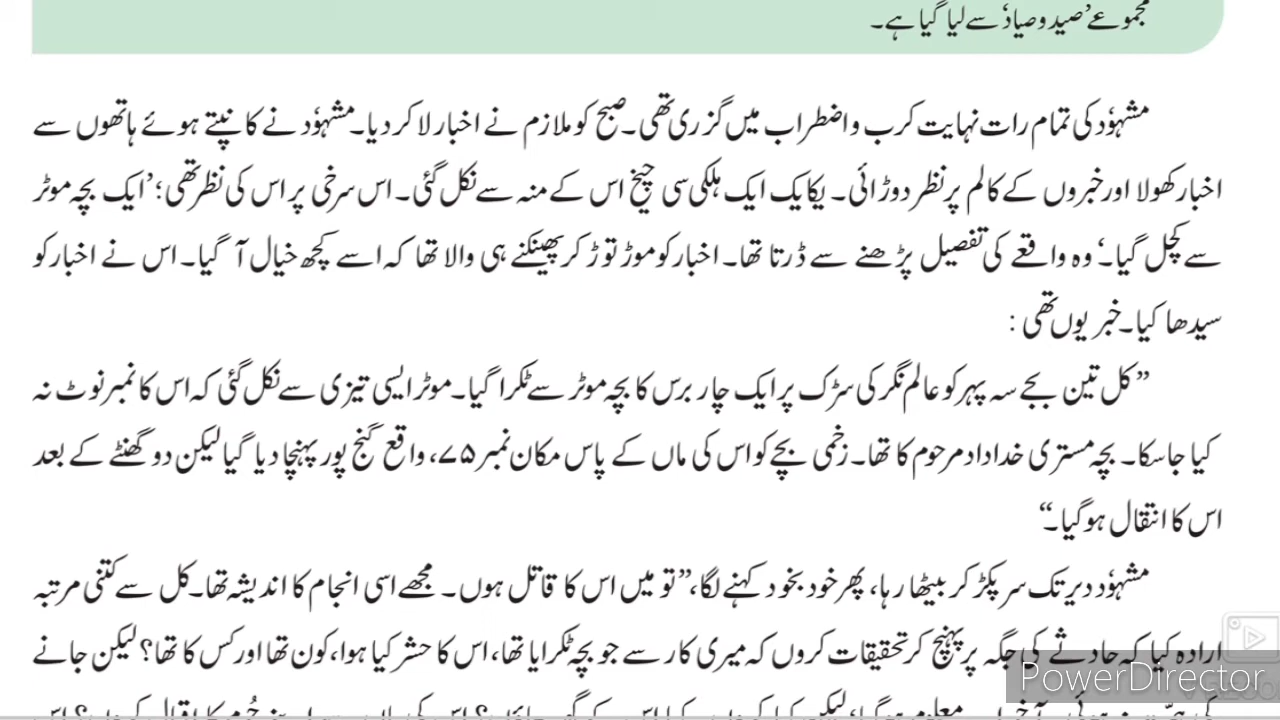 مجموعے ’صید و صیاد‘ سے لیا گیا ہے۔
مشہود کی تمام رات نہایت کرب و اضطراب میں گزری تھی۔ صبح کو ملازم نے اخبار لا کر دیا۔ مشہود نے کانپتے ہوئے ہاتھوں سے
اخبار کھولا اور خبروں کے کالم پر نظر دوڑائی۔ یکایک ایک ہلکی سی چیخ اس کے منہ سے نکل گئی۔ اس سرخی پر اس کی نظر تھی؛ ’ایک بچہ موٹر
سے کچل گیا۔‘ وہ واقعے کی تفصیل پڑھنے سے ڈرتا تھا۔ اخبار کو موڑ توڑ کر پھینکنے ہی والا تھا کہ اسے کچھ خیال آ گیا۔ اس نے اخبار کو
سیدھا کیا۔ خبر یوں تھی :
”کل تین بجے سہ پہر کو عالم نگر کی سڑک پر ایک چار برس کا بچہ موٹر سے ٹکرا گیا۔ موٹر ایسی تیزی سے نکل گئی کہ اس کا نمبر نوٹ نہ
کیا جاسکا۔ بچہ مستری خداداد مرحوم کا تھا۔ زخمی بچے کو اس کی ماں کے پاس مکان نمبر ۷۵، واقع گنج پور پہنچا دیا گیا لیکن دو گھنٹے کے بعد
اس کا انتقال ہو گیا۔“
مشہود دیر تک سر پکڑ کر بیٹھا رہا، پھر خود بخود کہنے لگا، ”تو میں اس کا قاتل ہوں۔ مجھے اسی انجام کا اندیشہ تھا۔ کل سے کتنی مرتبہ
ارادہ کیا کہ حادثے کی جگہ پر پہنچ کر تحقیقات کروں کہ میری کار سے جو بچہ ٹکرایا تھا، اس کا حشر کیا ہوا، کون تھا اور کس کا تھا؟ لیکن جانے
PowerDirector